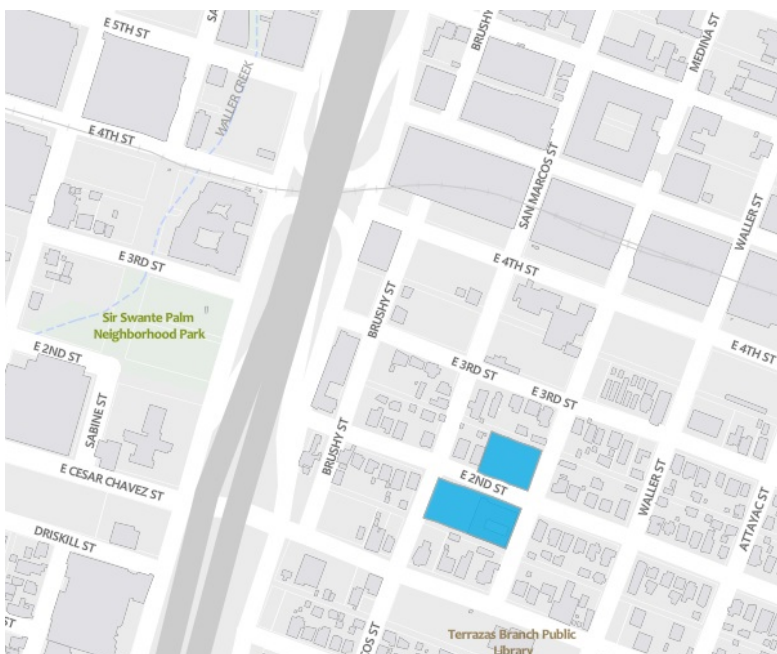 E 5TH ST
SA
BRUSHY
MEDINA ST
WALLER CREEK
E 4TH ST
SAN MARCOS ST
WALLER ST
E 3RD ST
E 4TH ST
BRUSHY ST
Sir Swante Palm
Neighborhood Park
E 4TH ST
E 2ND ST
E 3RD ST
E 3RD ST
SABINE ST
BRUSHY ST
E 2ND ST
E CESAR CHAVEZ ST
WALLER ST
ATTAYAC ST
DRISKILL ST
ST
COS ST
Terrazas Branch Public
Library